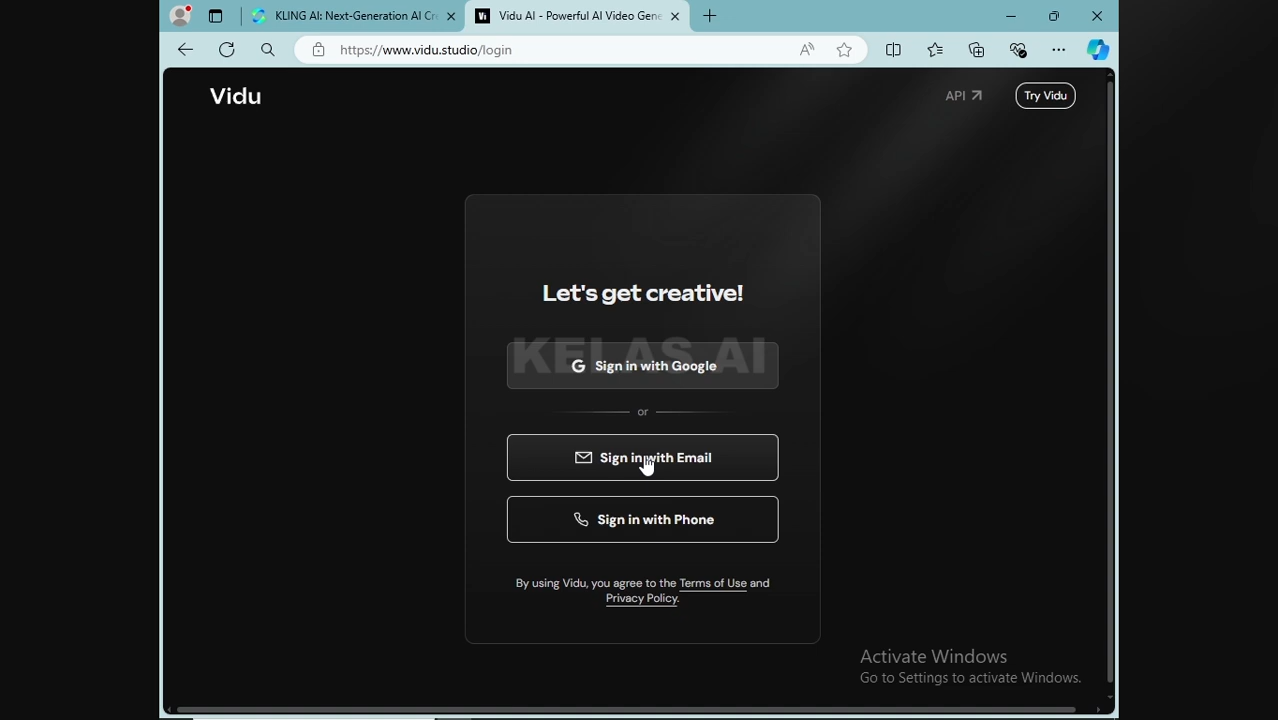 KLING AI: Next-Generation AI Cr
Vidu AI - Powerful AI Video Gene
https://www.vidu.studio/login
Vidu
API
Try Vidu
Let's get creative!
KELAS AI
Sign in with Google
or
Sign in with Email
Sign in with Phone
By using Vidu, you agree to the Terms of Use and
Privacy Policy.
Activate Windows
Go to Settings to activate Windows.